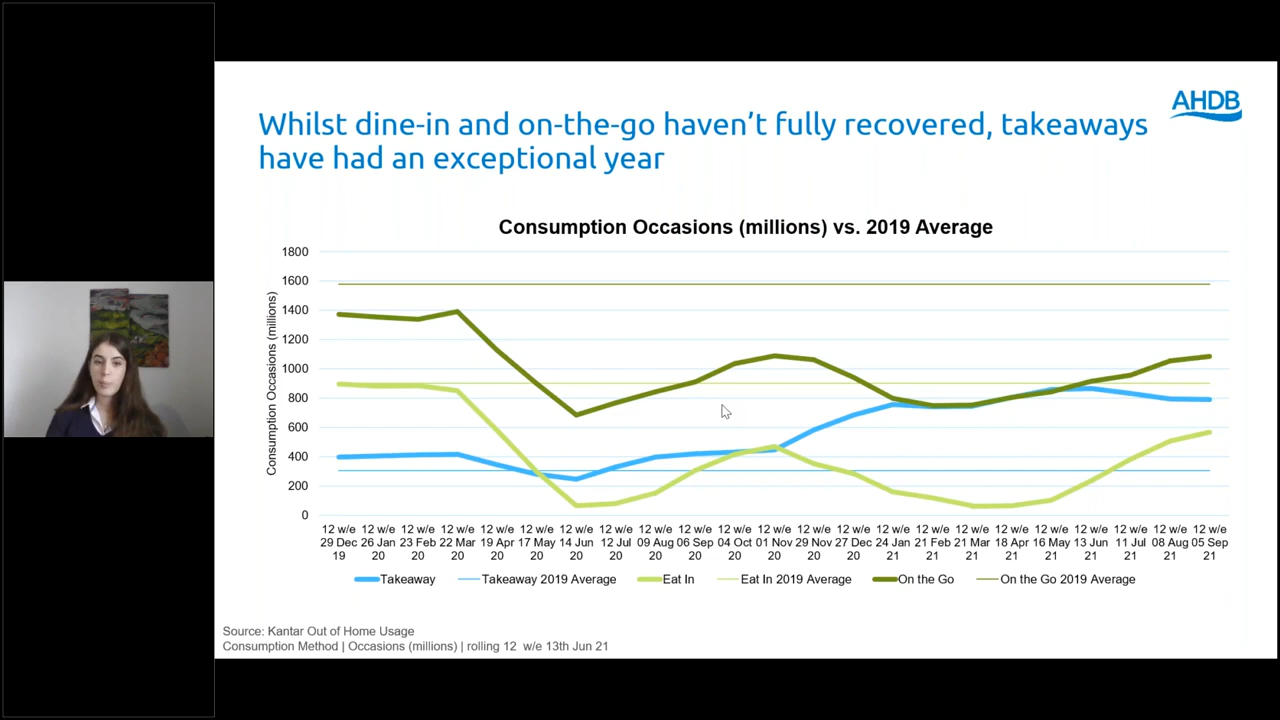 AHDB
Whilst dine-in and on-the-go haven't fully recovered, takeaways
have had an exceptional year
Consumption Occasions (millions) vs. 2019 Average
Consumption Occasions (millions)
1800
1600
1400
1200
1000
800
600
400
200
0
12 w/e 12 w/e 12 w/e 12 w/e 12 w/e 12 w/e 12 w/e 12 w/e 12 w/e 12 w/e 12 w/e 12 w/e 12 w/e 12 w/e 12 w/e 12 w/e 12 w/e 12 w/e 12 w/e 12 w/e 12 w/e 12 w/e 12 w/e
29 Dec 26 Jan 23 Feb 22 Mar 19 Apr 17 May 14 Jun 12 Jul 09 Aug 06 Sep 04 Oct 01 Nov 29 Nov 27 Dec 24 Jan 21 Feb 21 Mar 18 Apr 16 May 13 Jun 11 Jul 08 Aug 05 Sep
19 20 20 20 20 20 20 20 20 20 20 20 20 20 21 21 21 21 21 21 21 21 21
Takeaway Takeaway 2019 Average Eat In Eat In 2019 Average On the Go On the Go 2019 Average
Source: Kantar Out of Home Usage
Consumption Method | Occasions (millions) | rolling 12 w/e 13th Jun 21